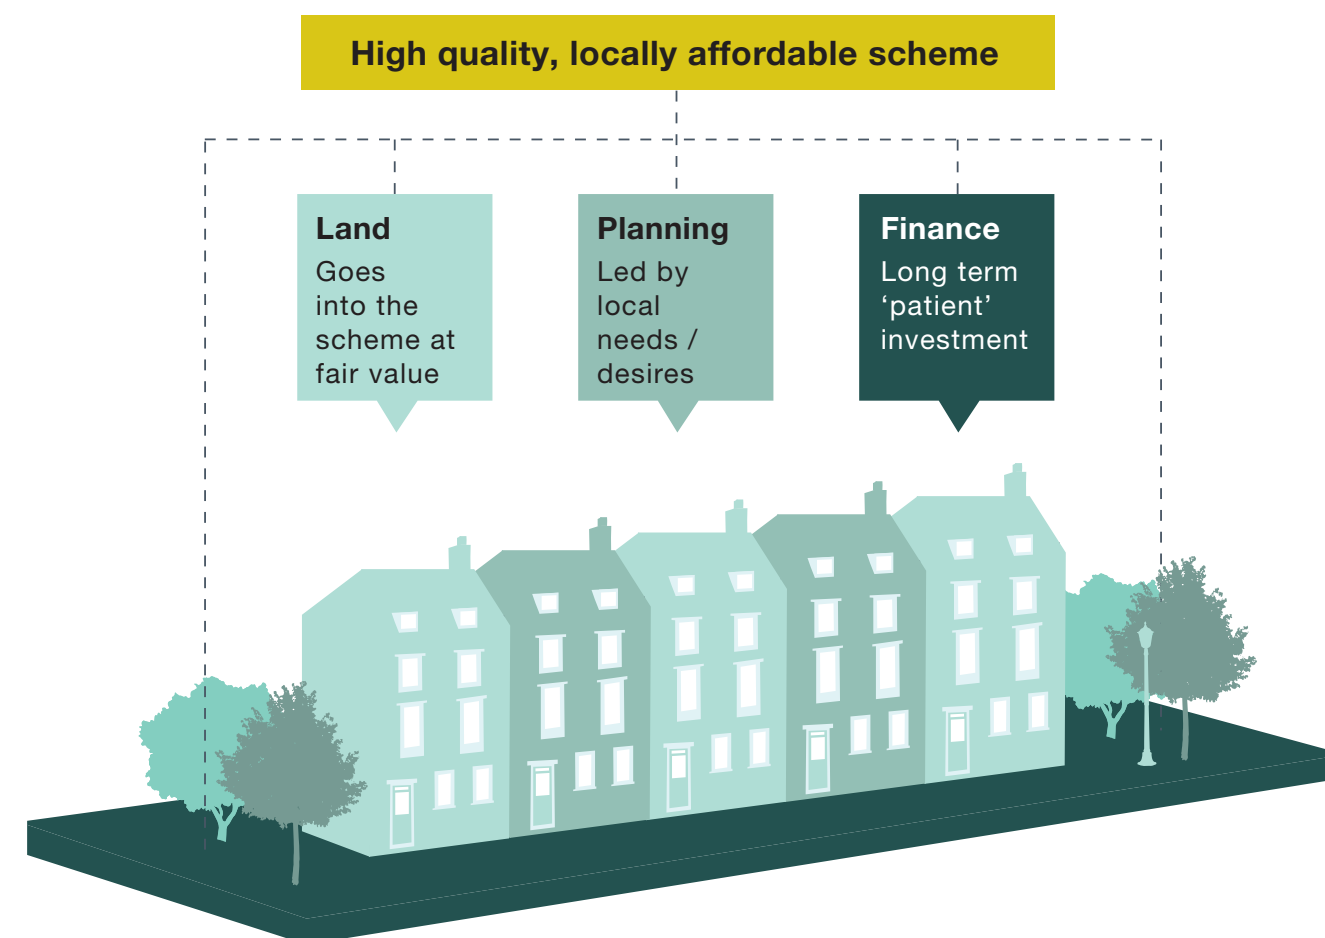 High quality, locally affordable scheme
Land
Goes
into the
scheme at
fair value
Planning
Led by
local
needs /
desires
Finance
Long term
‘patient’
investment